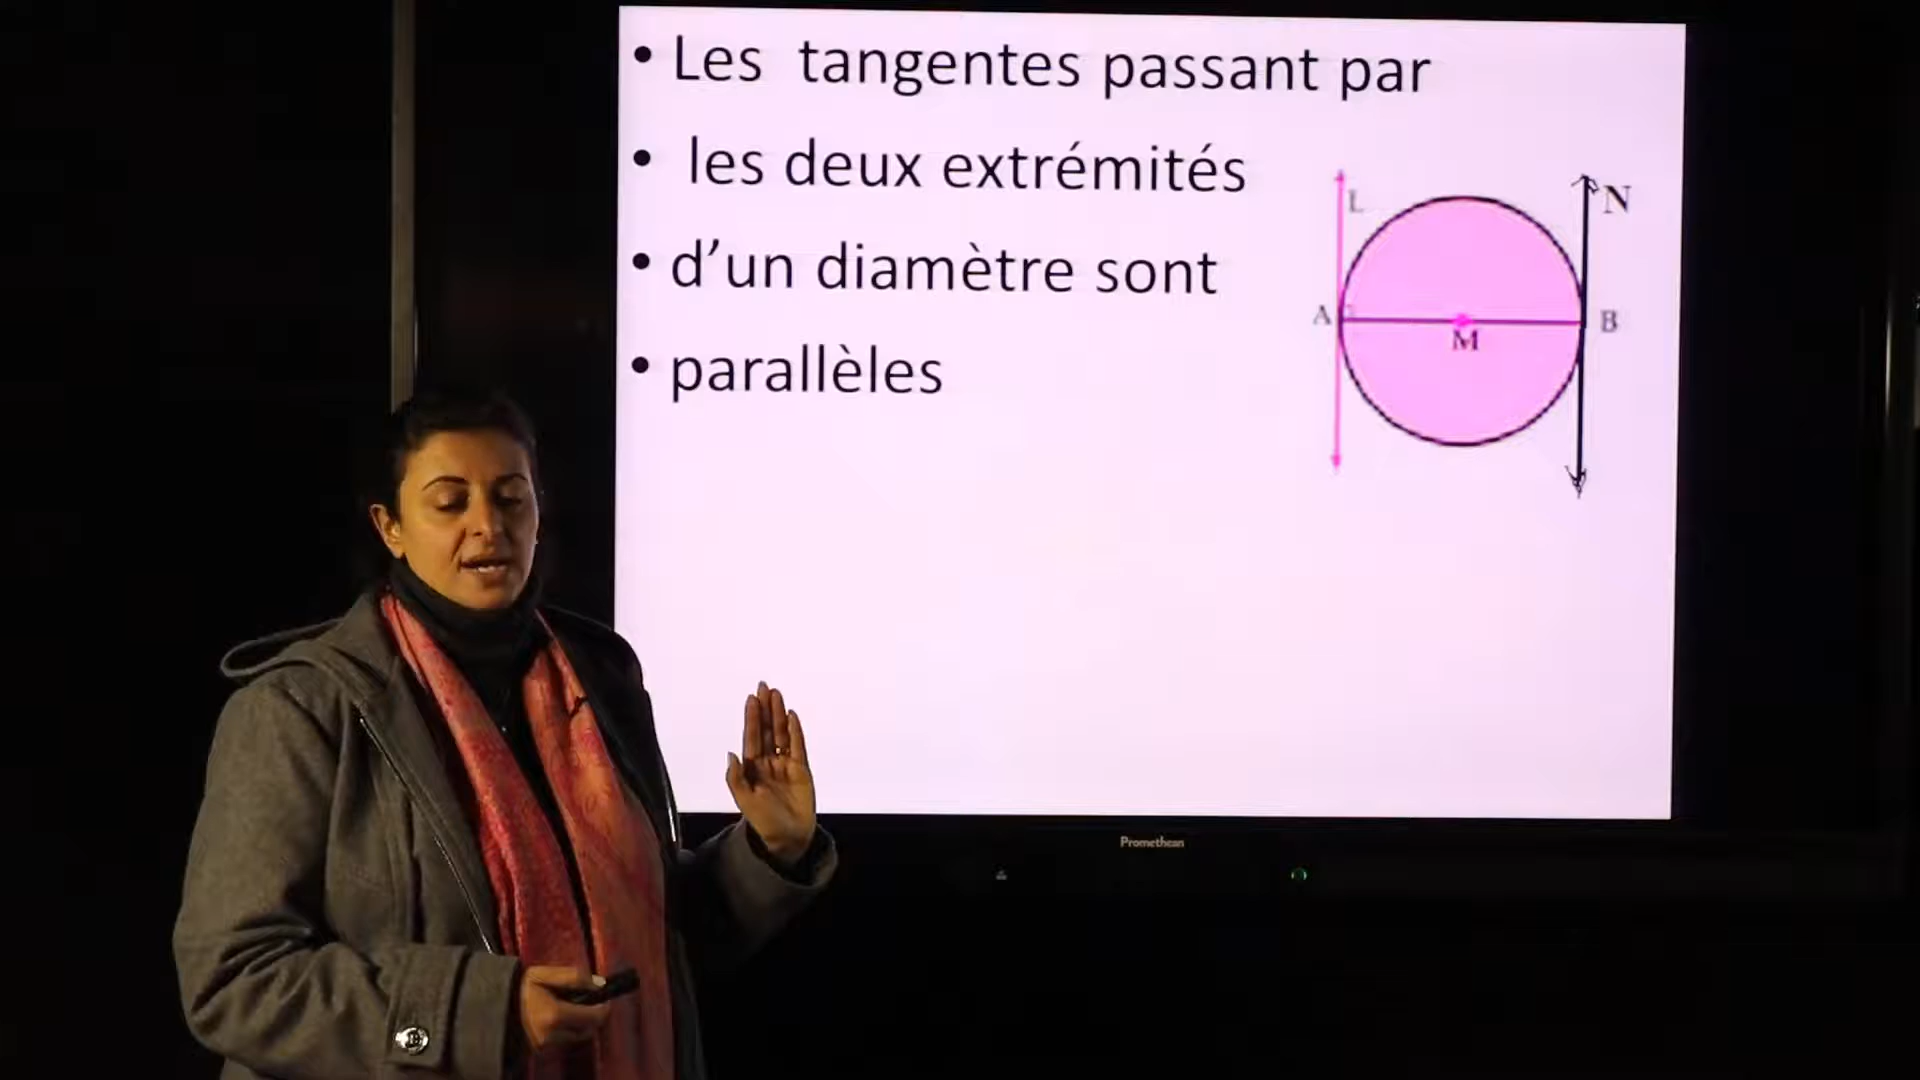 • Les tangentes passant par
• les deux extrémités
• d’un diamètre sont
• parallèles
L
N
A
B
M
Promethean